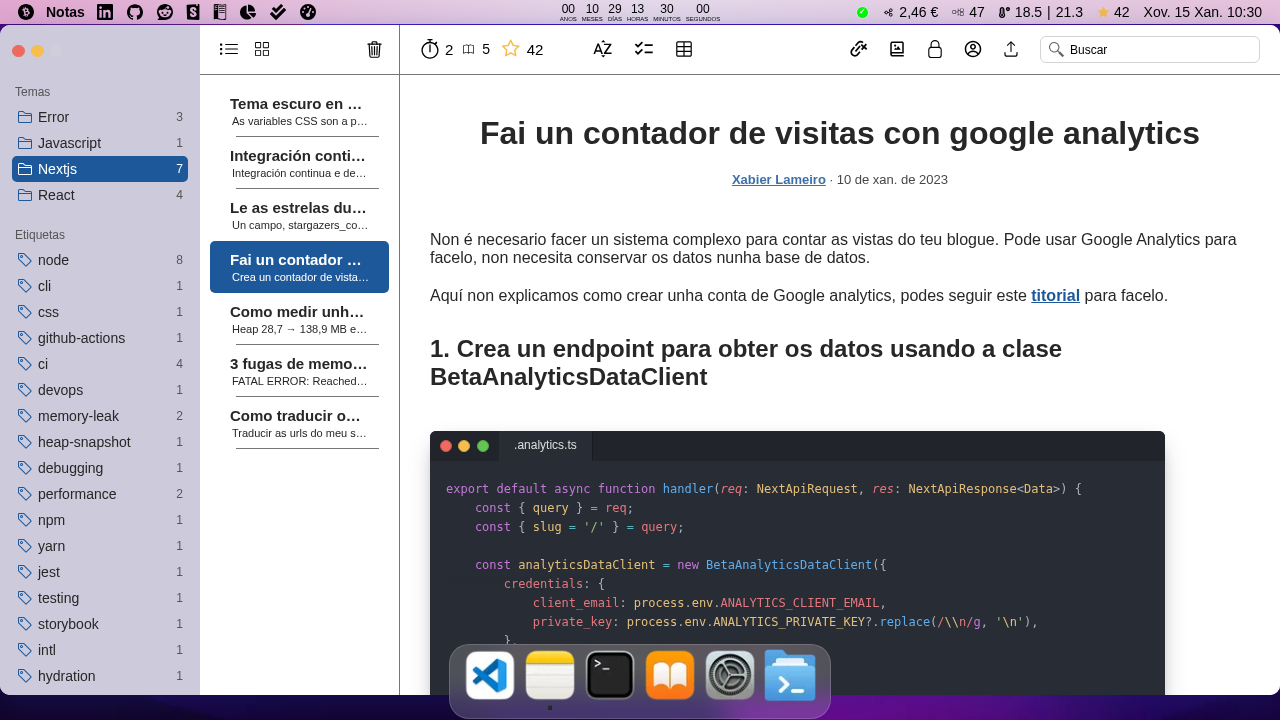 Notas
00 10 29 13 30 00
ANOS MESES DÍAS HORAS MINUTOS SEGUNDOS
2,46 € 47 18.5 | 21.3 42 Xov. 15 Xan. 10:30
2 5 42
Buscar
Temas
Error 3
Javascript 1
Nextjs 7
React 4
Etiquetas
node 8
cli 1
css 1
github-actions 1
ci 4
devops 1
memory-leak 2
heap-snapshot 1
debugging 1
performance 2
npm 1
yarn 1
jest 1
testing 1
storybook 1
intl 1
hydration 1
Tema escuro en …
As variables CSS son a p…
Integración conti…
Integración continua e de…
Le as estrelas du…
Un campo, stargazers_co…
Fai un contador …
Crea un contador de vista…
Como medir unh…
Heap 28,7 → 138,9 MB e…
3 fugas de memo…
FATAL ERROR: Reached…
Como traducir o…
Traducir as urls do meu s…
Fai un contador de visitas con google analytics
Xabier Lameiro · 10 de xan. de 2023
Non é necesario facer un sistema complexo para contar as vistas do teu blogue. Pode usar Google Analytics para
facelo, non necesita conservar os datos nunha base de datos.
Aquí non explicamos como crear unha conta de Google analytics, podes seguir este titorial para facelo.
1. Crea un endpoint para obter os datos usando a clase
BetaAnalyticsDataClient
.analytics.ts
export default async function handler(req: NextApiRequest, res: NextApiResponse<Data>) {
const { query } = req;
const { slug = '/' } = query;
const analyticsDataClient = new BetaAnalyticsDataClient({
credentials: {
client_email: process.env.ANALYTICS_CLIENT_EMAIL,
private_key: process.env.ANALYTICS_PRIVATE_KEY?.replace(/\\n/g, '\n'),
},
>_